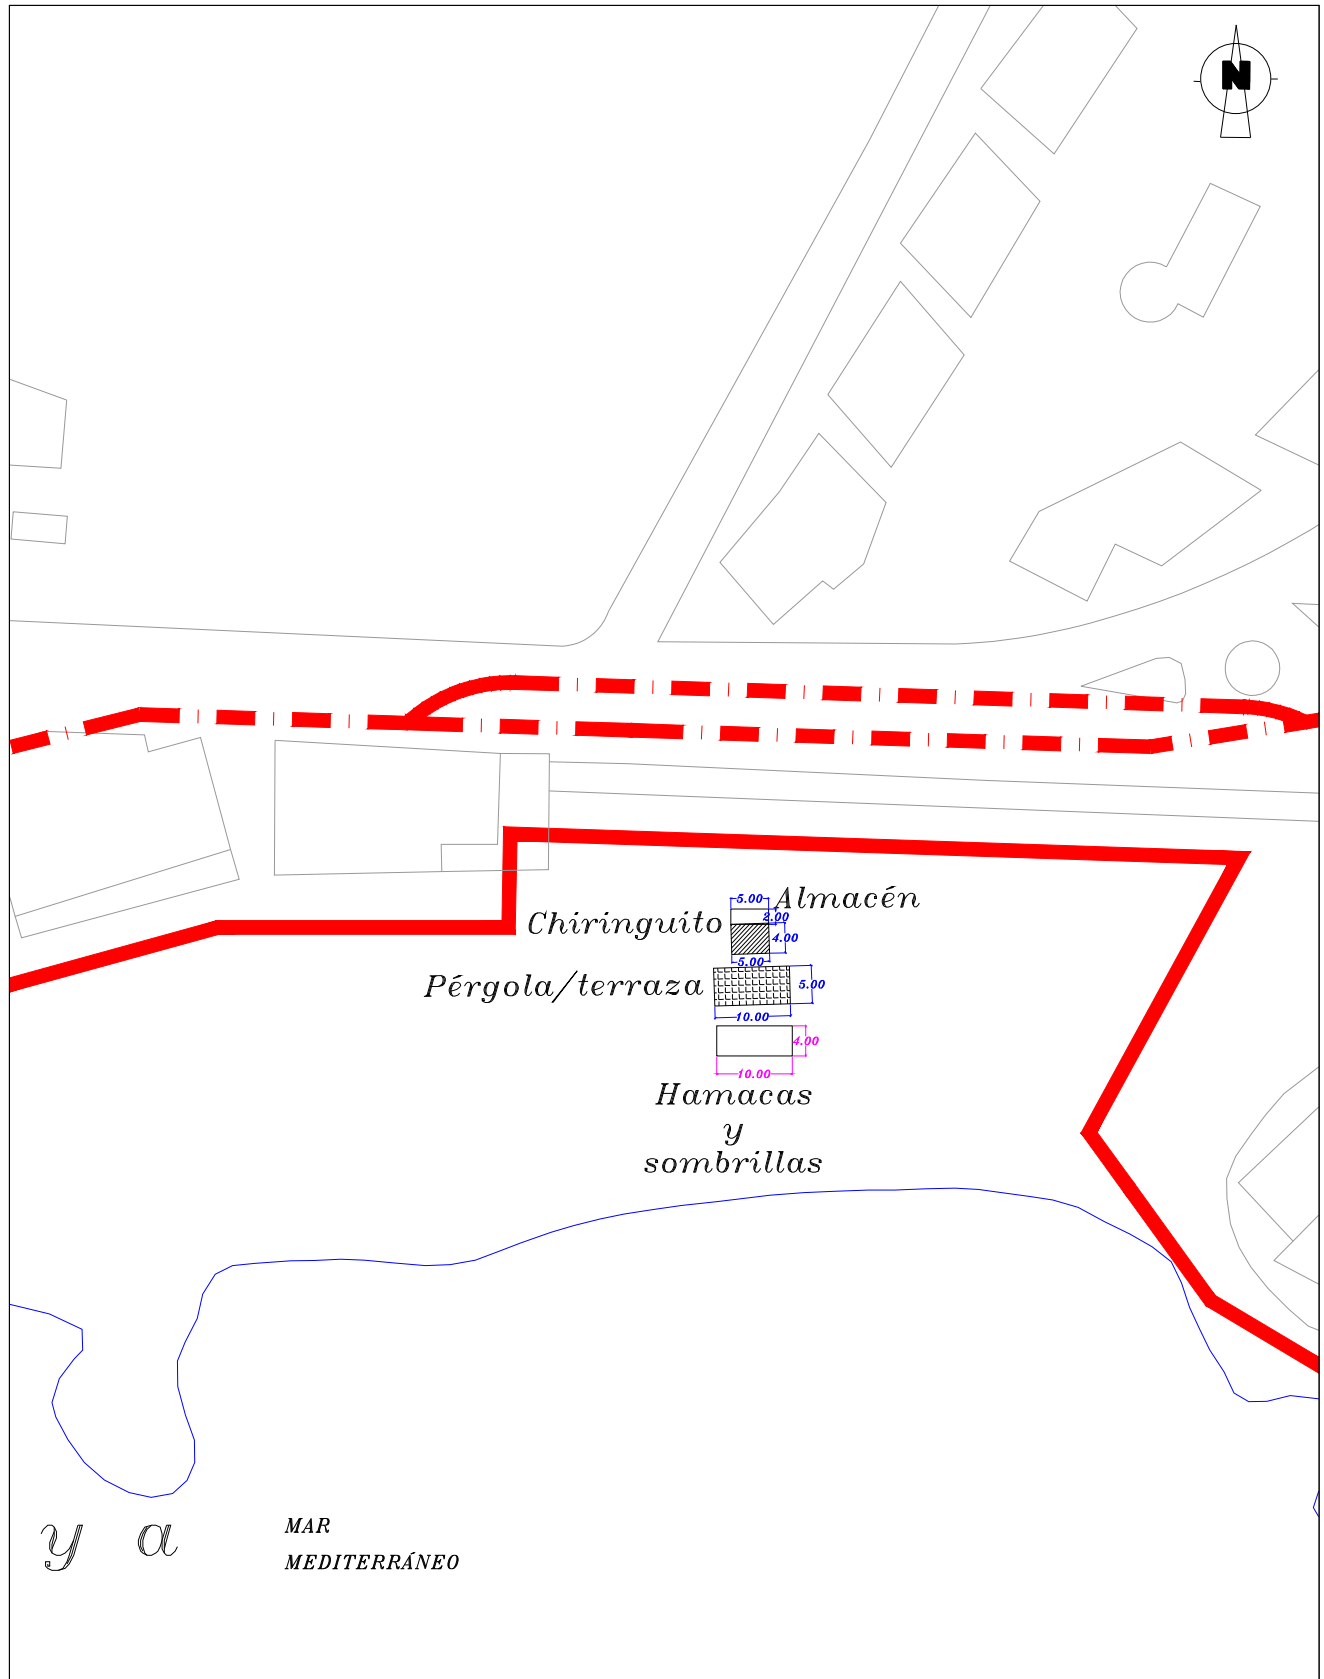 N
5.00
Almacén
2.00
Chiringuito
4.00
5.00
Pérgola/terraza
5.00
10.00
4.00
10.00
Hamacas
y
sombrillas
y a
MAR
MEDITERRÁNEO